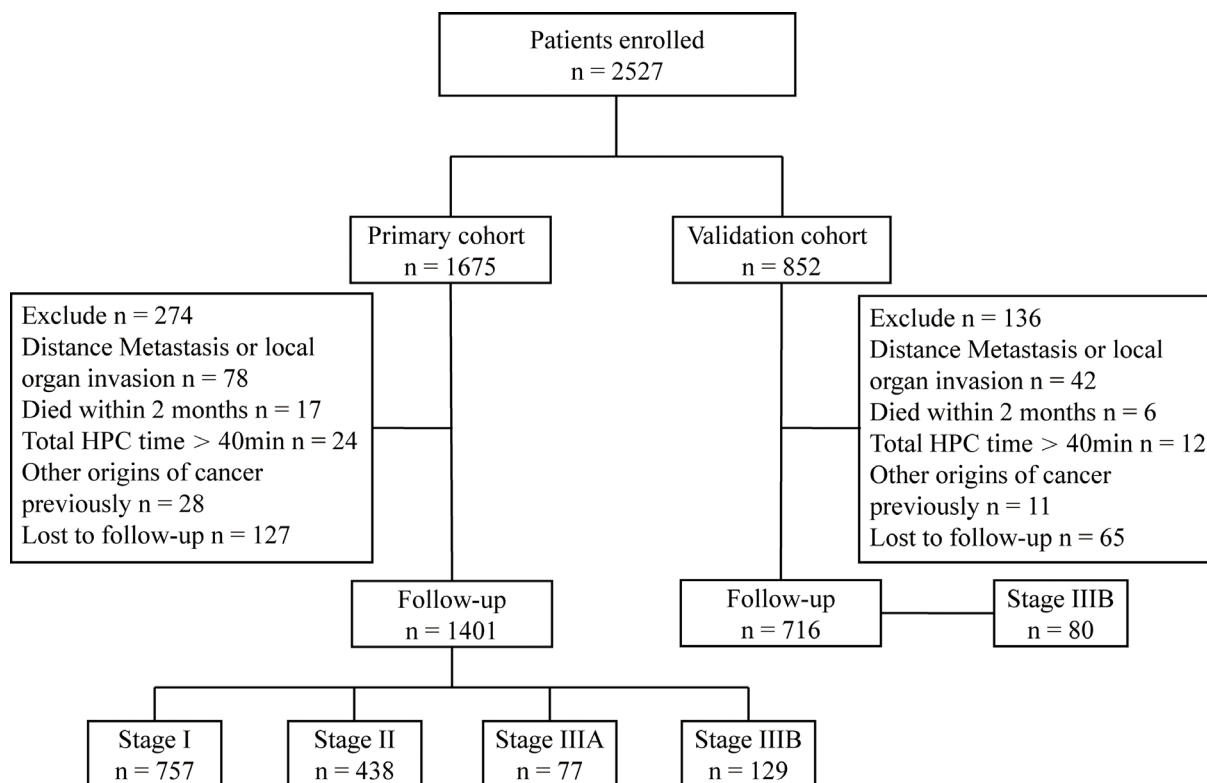 Patients enrolled
n = 2527
Primary cohort
n = 1675
Validation cohort
n = 852
Exclude n = 274
Distance Metastasis or local
organ invasion n = 78
Died within 2 months n = 17
Total HPC time > 40min n = 24
Other origins of cancer
previously n = 28
Lost to follow-up n = 127
Exclude n = 136
Distance Metastasis or local
organ invasion n = 42
Died within 2 months n = 6
Total HPC time > 40min n = 12
Other origins of cancer
previously n = 11
Lost to follow-up n = 65
Follow-up
n = 1401
Follow-up
n = 716
Stage IIIB
n = 80
Stage I
n = 757
Stage II
n = 438
Stage IIIA
n = 77
Stage IIIB
n = 129